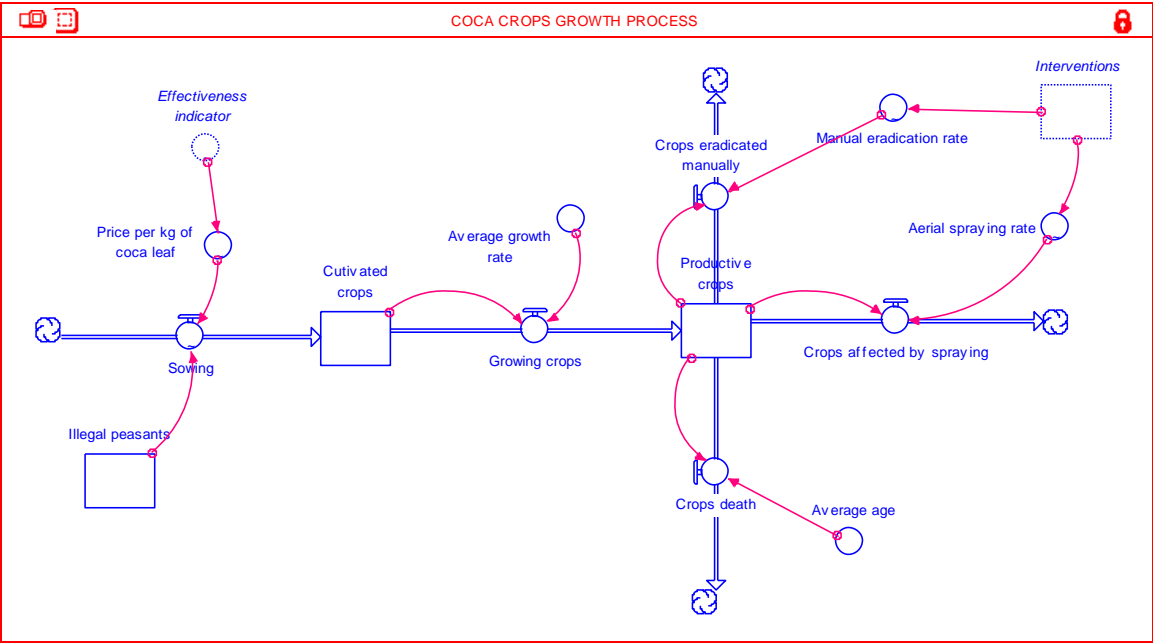 COCA CROPS GROWTH PROCESS
Interventions
Effectiveness
indicator
Manual eradication rate
Crops eradicated
manually
Price per kg of
coca leaf
Average growth
rate
Aerial spraying rate
Productive
crops
Cutivated
crops
Sowing
Growing crops
Crops affected by spraying
Illegal peasants
Crops death
Average age